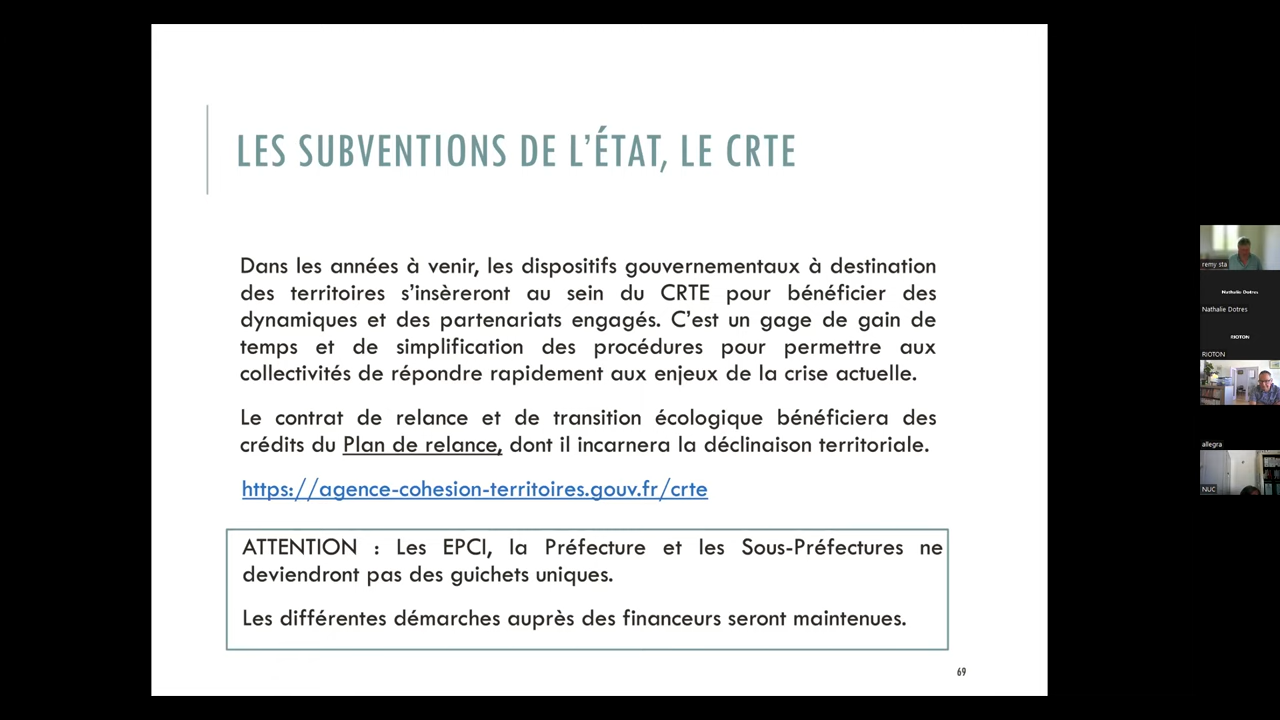 LES SUBVENTIONS DE L'ÉTAT, LE CRTE
Dans les années à venir, les dispositifs gouvernementaux à destination
des territoires s'insèreront au sein du CRTE pour bénéficier des
dynamiques et des partenariats engagés. C'est un gage de gain de
temps et de simplification des procédures pour permettre aux
collectivités de répondre rapidement aux enjeux de la crise actuelle.
Le contrat de relance et de transition écologique bénéficiera des
crédits du Plan de relance, dont il incarnera la déclinaison territoriale.
https://agence-cohesion-territoires.gouv.fr/crte
ATTENTION : Les EPCI, la Préfecture et les Sous-Préfectures ne
deviendront pas des guichets uniques.
Les différentes démarches auprès des financeurs seront maintenues.
69
remy sta
Nathalie Dotres
Nathalie Dotres
RIOTON
RIOTON
allegra
NUC